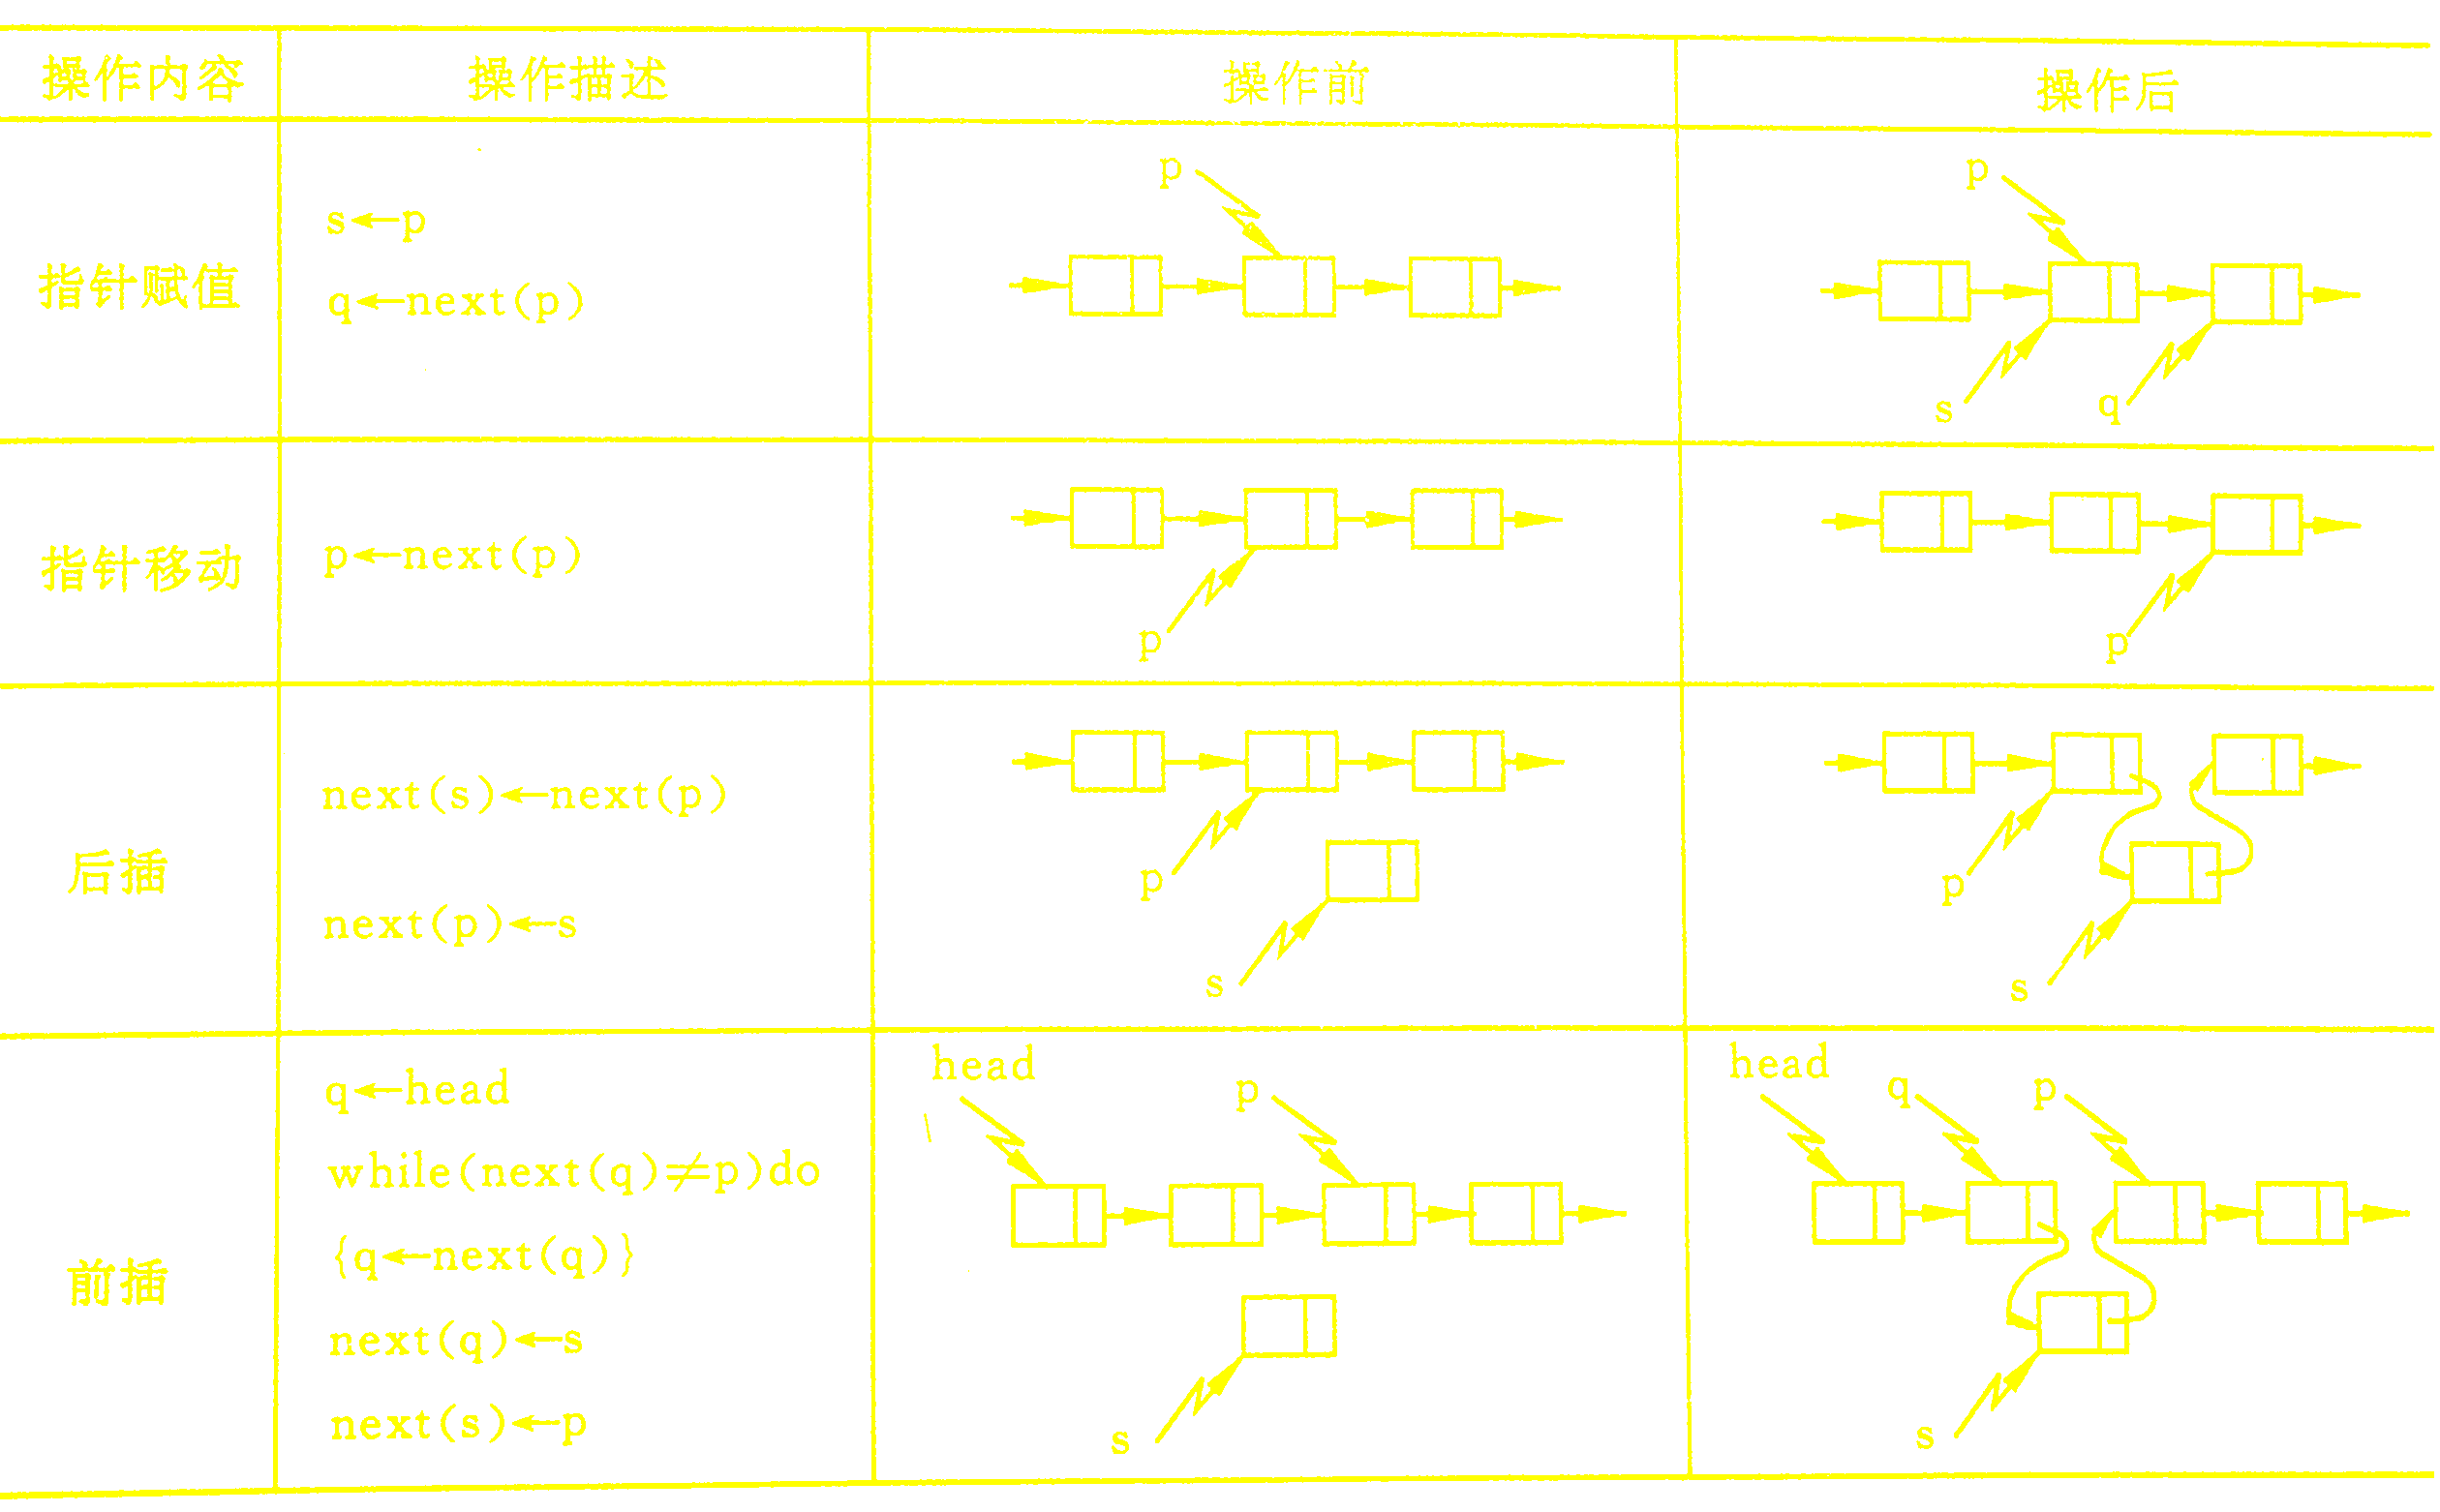 操作内容 操作描述 操作前 操作后
指针赋值
s←p
q←next(p)
p
p
s
q
指针移动
p←next(p)
p
p
后插
next(s)←next(p)
next(p)←s
p
s
p
s
前插
q←head
while(next(q)≠p)do
{q←next(q)}
next(q)←s
next(s)←p
head
p
s
head
q
p
s